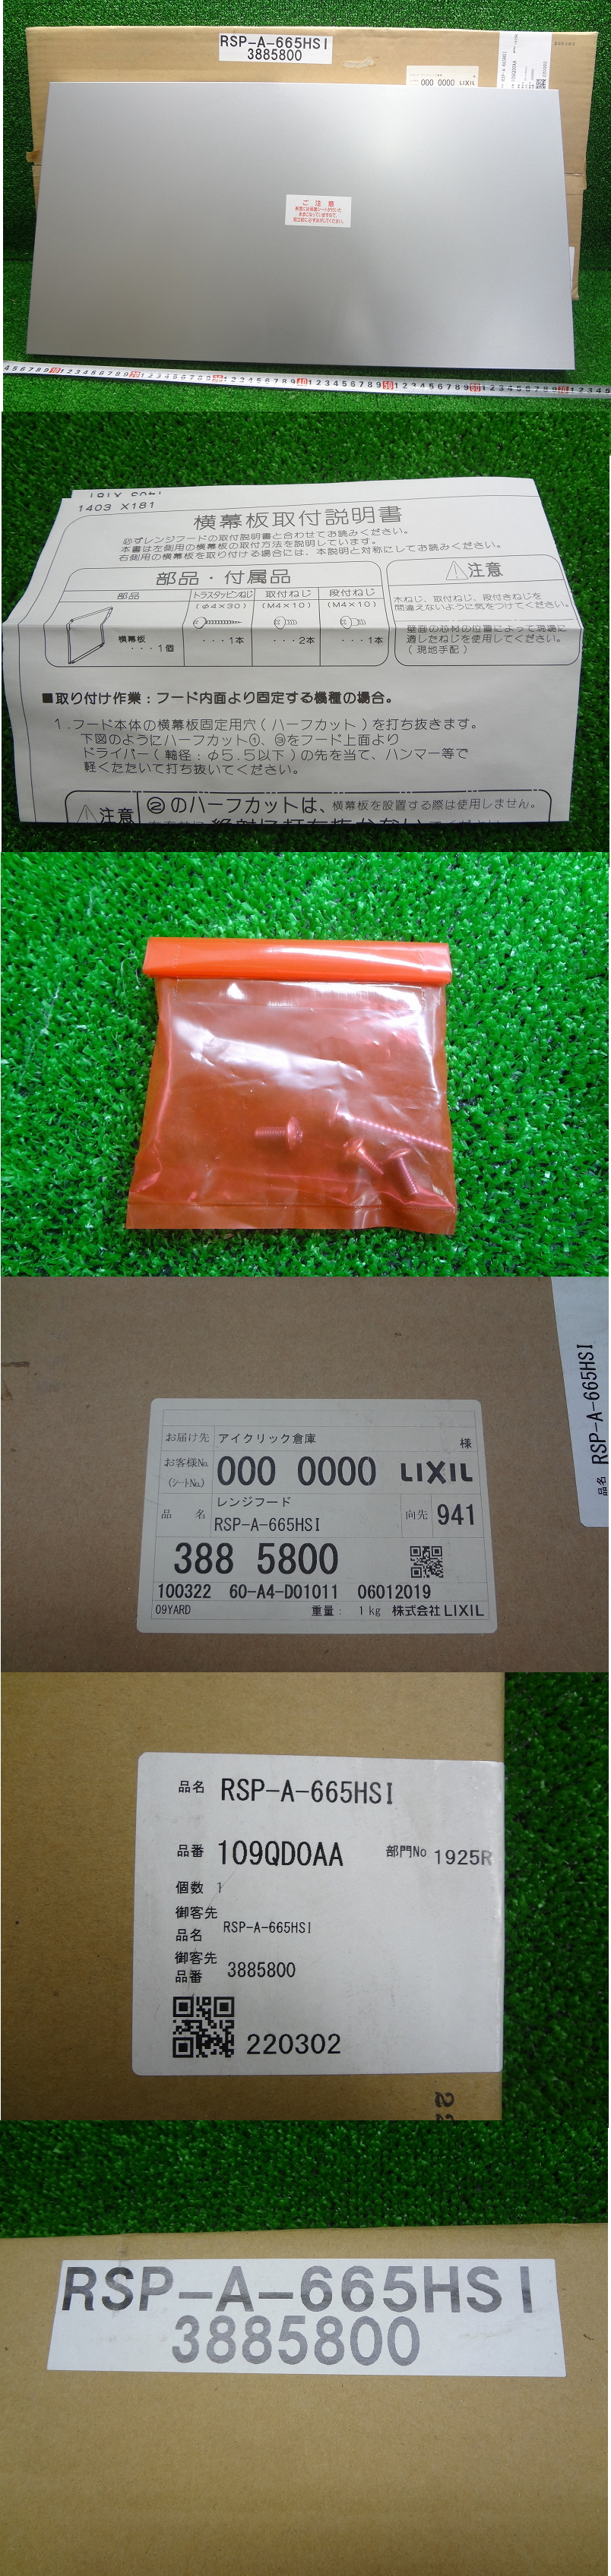 RSP-A-665HSI
3885800
000 0000 LIXIL
ご注意
1403 X181
横幕板取付説明書
必ずレンジフードの取付説明書と合わせてお読みください。
本書は左側用の横幕板の取付方法を説明しています。
右側用の横幕板を取り付ける場合には、本説明と対称にしてお読みください。
部品・付属品
部品
トラスタッピンねじ
(φ4×30)
取付ねじ
(M4×10)
段付ねじ
(M4×10)
横幕板
・・・1個
・・・1本
・・・2本
・・・1本
注意
木ねじ、取付ねじ、段付きねじを
間違えないように気をつけてください。
壁面の芯材の位置によって現場に
適したねじを使用してください。
(現地手配)
■取り付け作業：フード内面より固定する機種の場合。
1.フード本体の横幕板固定用穴(ハーフカット)を打ち抜きます。
下図のようにハーフカット①、③をフード上面より
ドライバー(軸径：φ5.5以下)の先を当て、ハンマー等で
軽くたたいて打ち抜いてください。
注意
②のハーフカットは、横幕板を設置する際は使用しません。
お届け先 アイクリック倉庫 様
お客様No.
(シートNo.)
000 0000 LIXIL
品名 レンジフード
RSP-A-665HSI
向先 941
388 5800
100322 60-A4-D01011 06012019
09YARD 重量： 1kg 株式会社LIXIL
品名 RSP-A-665HSI
品名 RSP-A-665HSI
品番 109QD0AA 部門No 1925R
個数 1
御客先
品名 RSP-A-665HSI
御客先
品番 3885800
220302
RSP-A-665HSI
3885800